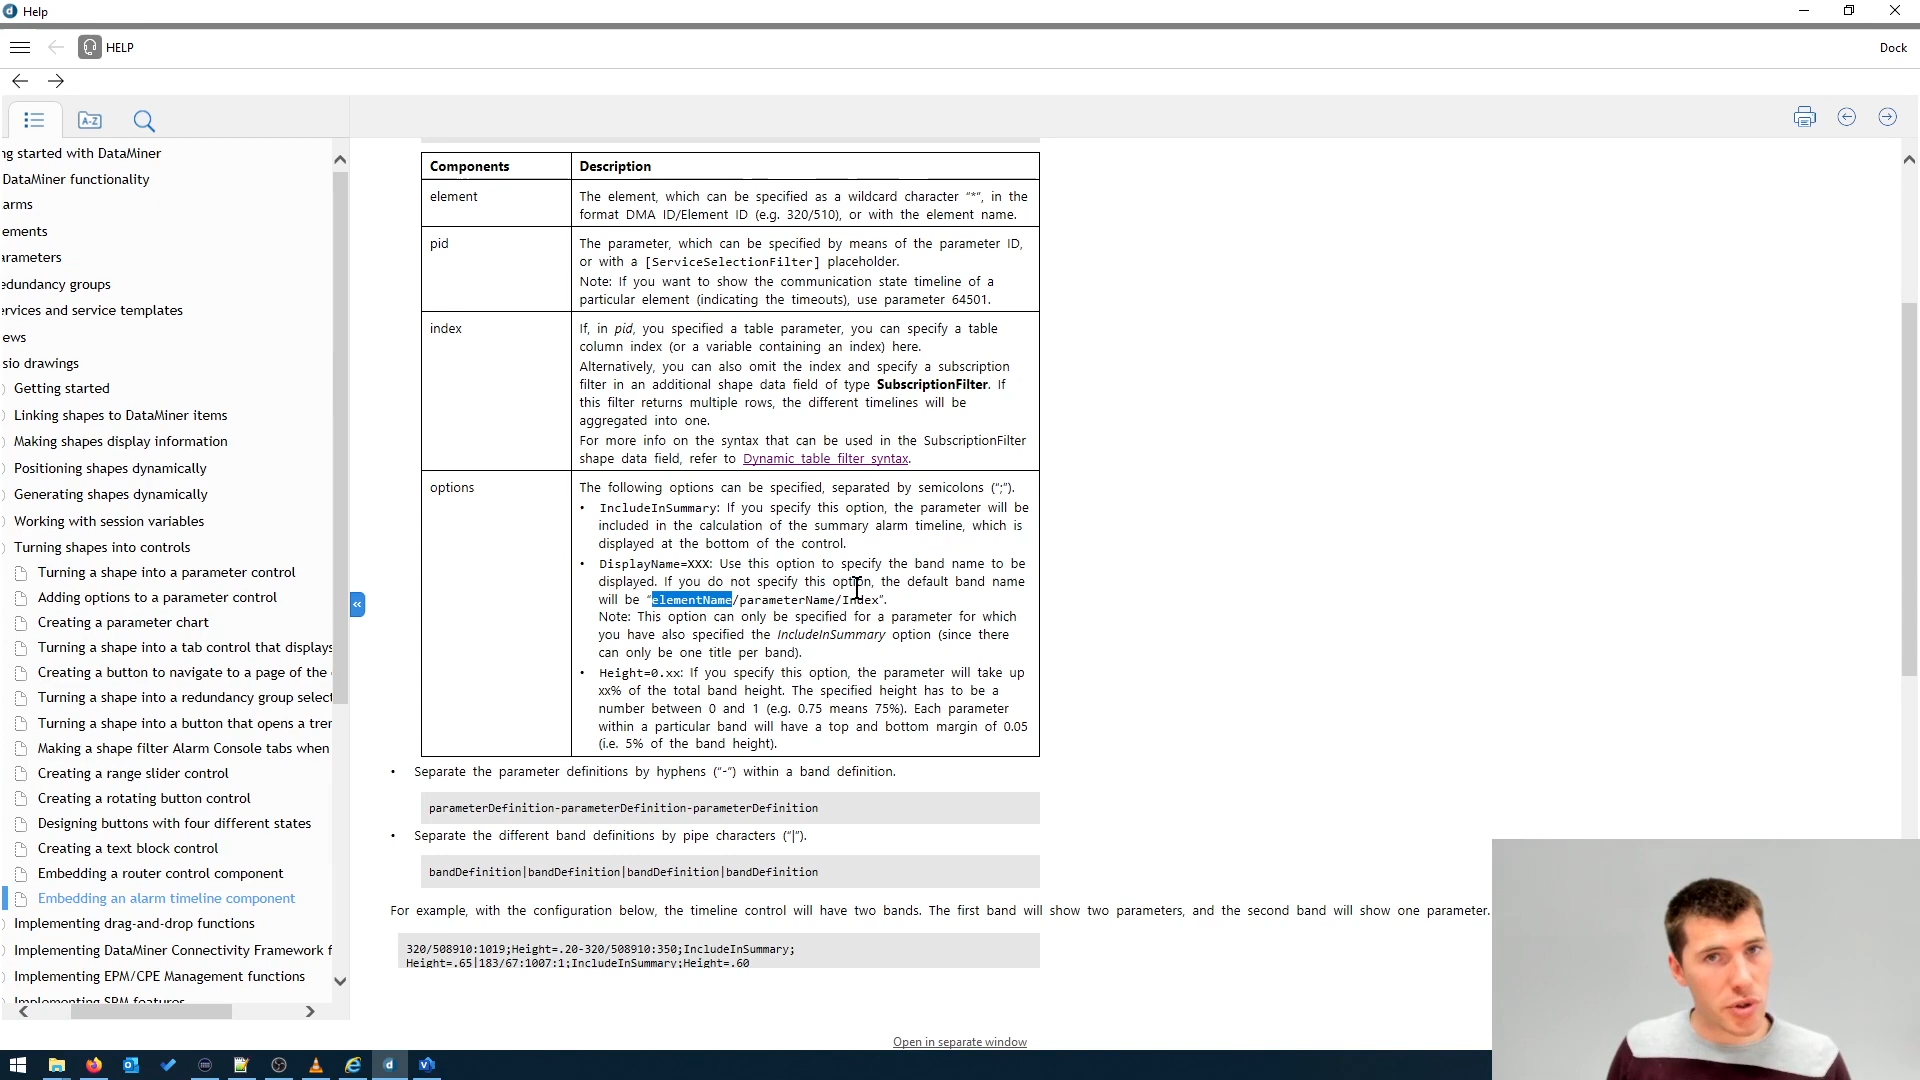 Help
HELP
Dock
A-Z
ng started with DataMiner
DataMiner functionality
arms
ements
arameters
edundancy groups
ervices and service templates
ews
sio drawings
Getting started
Linking shapes to DataMiner items
Making shapes display information
Positioning shapes dynamically
Generating shapes dynamically
Working with session variables
Turning shapes into controls
Turning a shape into a parameter control
Adding options to a parameter control
Creating a parameter chart
Turning a shape into a tab control that displays
Creating a button to navigate to a page of the
Turning a shape into a redundancy group select
Turning a shape into a button that opens a tren
Making a shape filter Alarm Console tabs when
Creating a range slider control
Creating a rotating button control
Designing buttons with four different states
Creating a text block control
Embedding a router control component
Embedding an alarm timeline component
Implementing drag-and-drop functions
Implementing DataMiner Connectivity Framework f
Implementing EPM/CPE Management functions
Implementing SRM features
Components Description
element The element, which can be specified as a wildcard character "*", in the
format DMA ID/Element ID (e.g. 320/510), or with the element name.
pid The parameter, which can be specified by means of the parameter ID,
or with a [ServiceSelectionFilter] placeholder.
Note: If you want to show the communication state timeline of a
particular element (indicating the timeouts), use parameter 64501.
index If, in pid, you specified a table parameter, you can specify a table
column index (or a variable containing an index) here.
Alternatively, you can also omit the index and specify a subscription
filter in an additional shape data field of type SubscriptionFilter. If
this filter returns multiple rows, the different timelines will be
aggregated into one.
For more info on the syntax that can be used in the SubscriptionFilter
shape data field, refer to Dynamic table filter syntax.
options The following options can be specified, separated by semicolons (";").
• IncludeInSummary: If you specify this option, the parameter will be
included in the calculation of the summary alarm timeline, which is
displayed at the bottom of the control.
• DisplayName=XXX: Use this option to specify the band name to be
displayed. If you do not specify this option, the default band name
will be "elementName/parameterName/Index".
Note: This option can only be specified for a parameter for which
you have also specified the IncludeInSummary option (since there
can only be one title per band).
• Height=0.xx: If you specify this option, the parameter will take up
xx% of the total band height. The specified height has to be a
number between 0 and 1 (e.g. 0.75 means 75%). Each parameter
within a particular band will have a top and bottom margin of 0.05
(i.e. 5% of the band height).
• Separate the parameter definitions by hyphens ("-") within a band definition.
parameterDefinition-parameterDefinition-parameterDefinition
• Separate the different band definitions by pipe characters ("|").
bandDefinition|bandDefinition|bandDefinition|bandDefinition
For example, with the configuration below, the timeline control will have two bands. The first band will show two parameters, and the second band will show one parameter.
320/508910:1019;Height=.20-320/508910:350;IncludeInSummary;
Height=.65|183/67:1007:1;IncludeInSummary;Height=.60
Open in separate window